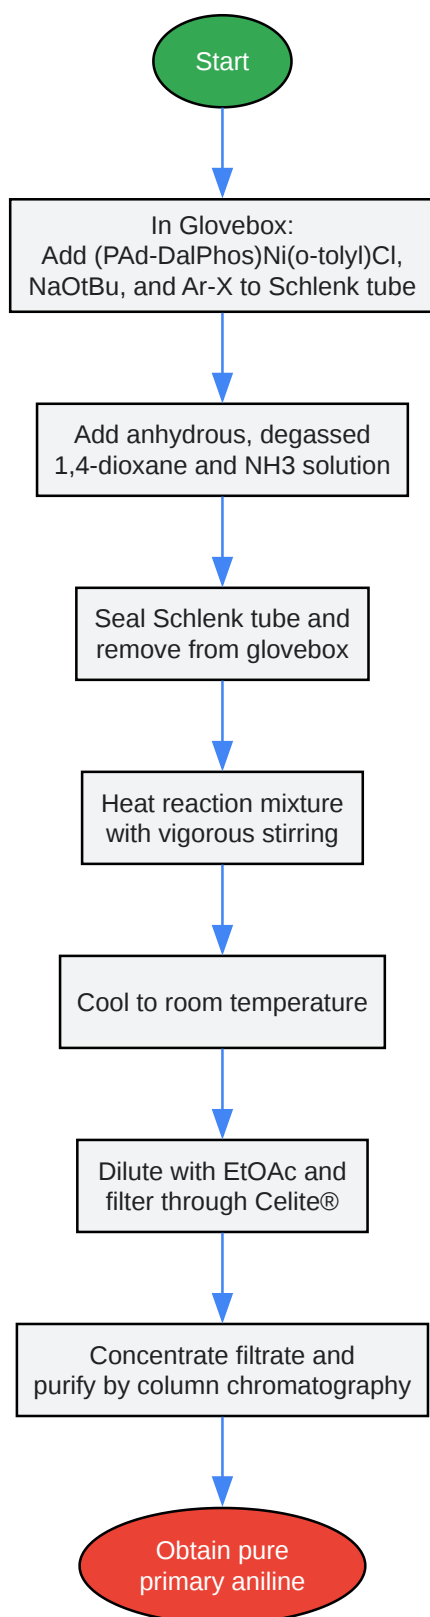 Start
In Glovebox:
Add (PAd-DalPhos)Ni(o-tolyl)Cl,
NaOtBu, and Ar-X to Schlenk tube
Add anhydrous, degassed
1,4-dioxane and NH3 solution
Seal Schlenk tube and
remove from glovebox
Heat reaction mixture
with vigorous stirring
Cool to room temperature
Dilute with EtOAc and
filter through Celite®
Concentrate filtrate and
purify by column chromatography
Obtain pure
primary aniline